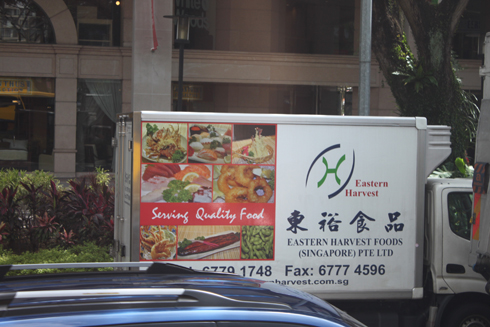 Eastern
Harvest
Serving Quality Food
東裕食品
EASTERN HARVEST FOODS
(SINGAPORE) PTE LTD
6779 1748 Fax: 6777 4596
harvest.com.sg